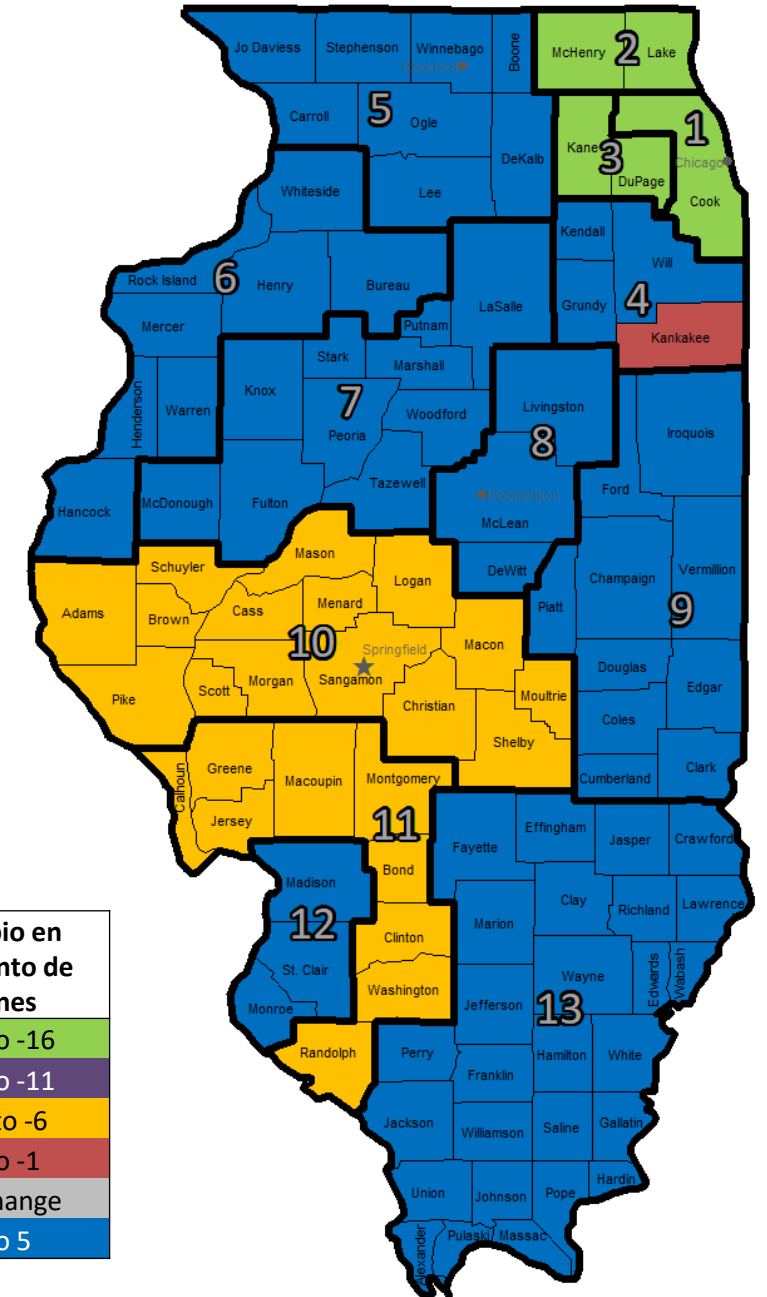 Jo Daviess
Stephenson
Winnebago
Boone
McHenry
2
Lake
Carroll
5
Ogle
Kane
3
1
Chicago
DuPage
Cook
DeKalb
Whiteside
Lee
Kendall
Will
Rock Island
6
Henry
Bureau
LaSalle
Grundy
4
Mercer
Putnam
Kankakee
Stark
Marshall
Henderson
Warren
Knox
7
Peoria
Woodford
Livingston
8
Iroquois
Hancock
McDonough
Fulton
Tazewell
Bloomington
McLean
Ford
Mason
Schuyler
Logan
DeWitt
Champaign
Vermillion
Adams
Brown
Cass
Menard
Piatt
9
10
Springfield
Macon
Sangamon
Pike
Scott
Morgan
Christian
Moultrie
Douglas
Edgar
Shelby
Coles
Calhoun
Greene
Macoupin
Montgomery
Cumberland
Clark
Jersey
11
Fayette
Effingham
Jasper
Crawford
Madison
Bond
Clay
Richland
Lawrence
12
Clinton
Marion
St. Clair
Washington
Wayne
Edwards
Wabash
Monroe
Jefferson
13
Randolph
Perry
Franklin
Hamilton
White
Jackson
Williamson
Saline
Gallatin
Union
Johnson
Pope
Hardin
Alexander
Pulaski
Massac
io en
nto de
nes
o -16
o -11
to -6
o -1
hange
o 5